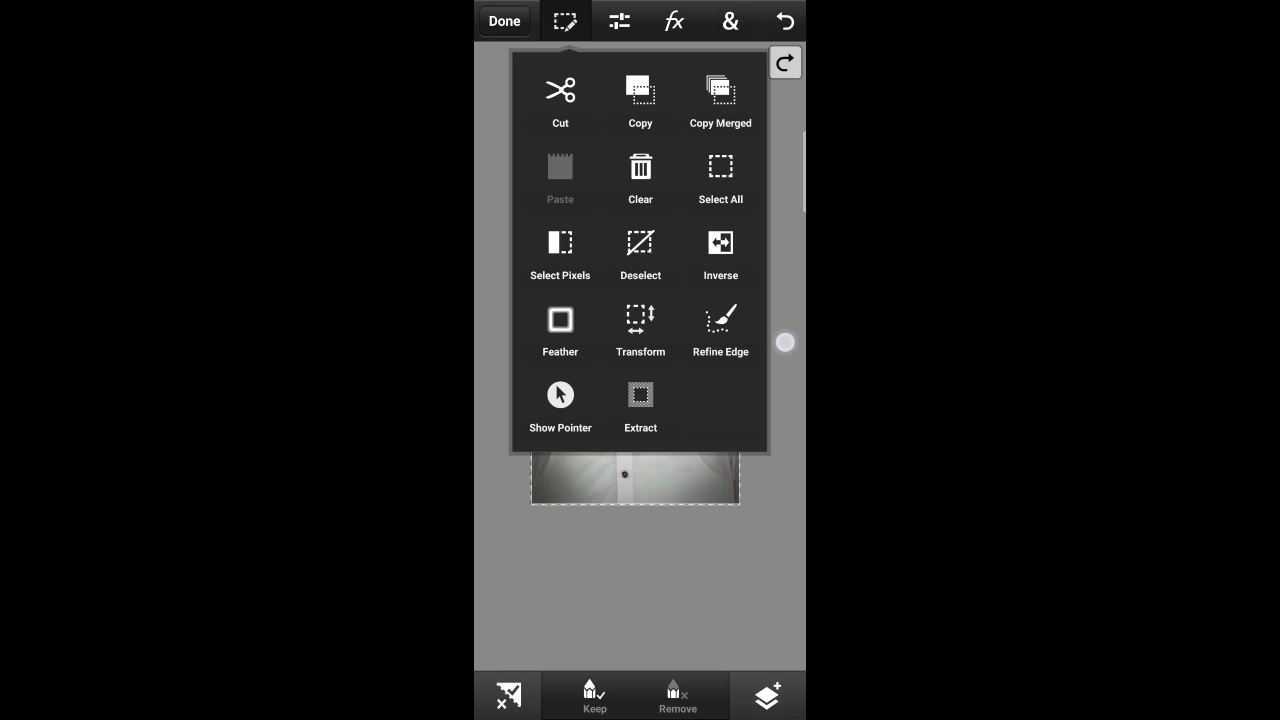 Done fx &
Cut Copy Copy Merged
Paste Clear Select All
Select Pixels Deselect Inverse
Feather Transform Refine Edge
Show Pointer Extract
Keep Remove